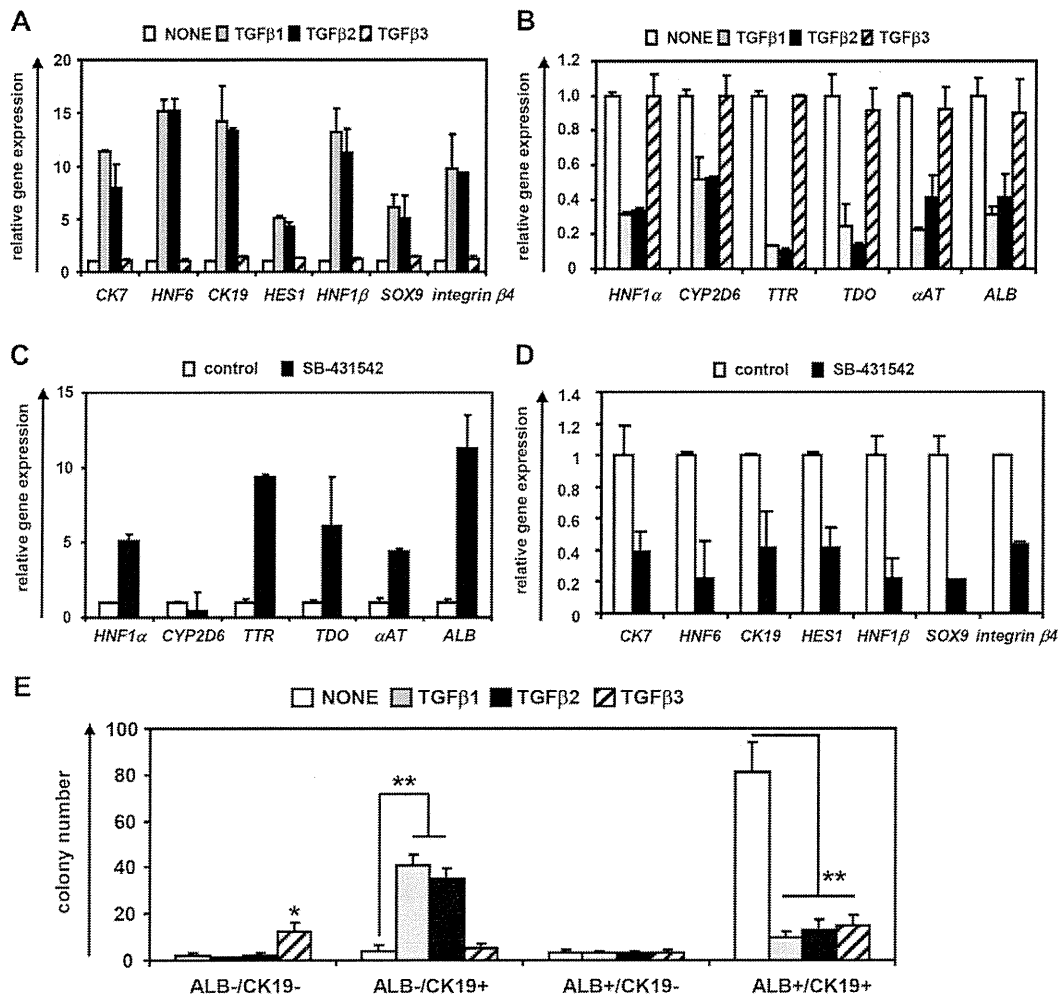 A
NONE TGFβ1 TGFβ2 TGFβ3
relative gene expression
20
15
10
5
0
CK7 HNF6 CK19 HES1 HNF1β SOX9 integrin β4
B
NONE TGFβ1 TGFβ2 TGFβ3
relative gene expression
1.2
1.0
0.8
0.6
0.4
0.2
0
HNF1α CYP2D6 TTR TDO αAT ALB
C
control SB-431542
relative gene expression
15
10
5
0
HNF1α CYP2D6 TTR TDO αAT ALB
D
control SB-431542
relative gene expression
1.4
1.2
1
0.8
0.6
0.4
0.2
0
CK7 HNF6 CK19 HES1 HNF1β SOX9 integrin β4
E
NONE TGFβ1 TGFβ2 TGFβ3
colony number
100
80
60
40
20
0
*
**
**
ALB-/CK19- ALB-/CK19+ ALB+/CK19- ALB+/CK19+